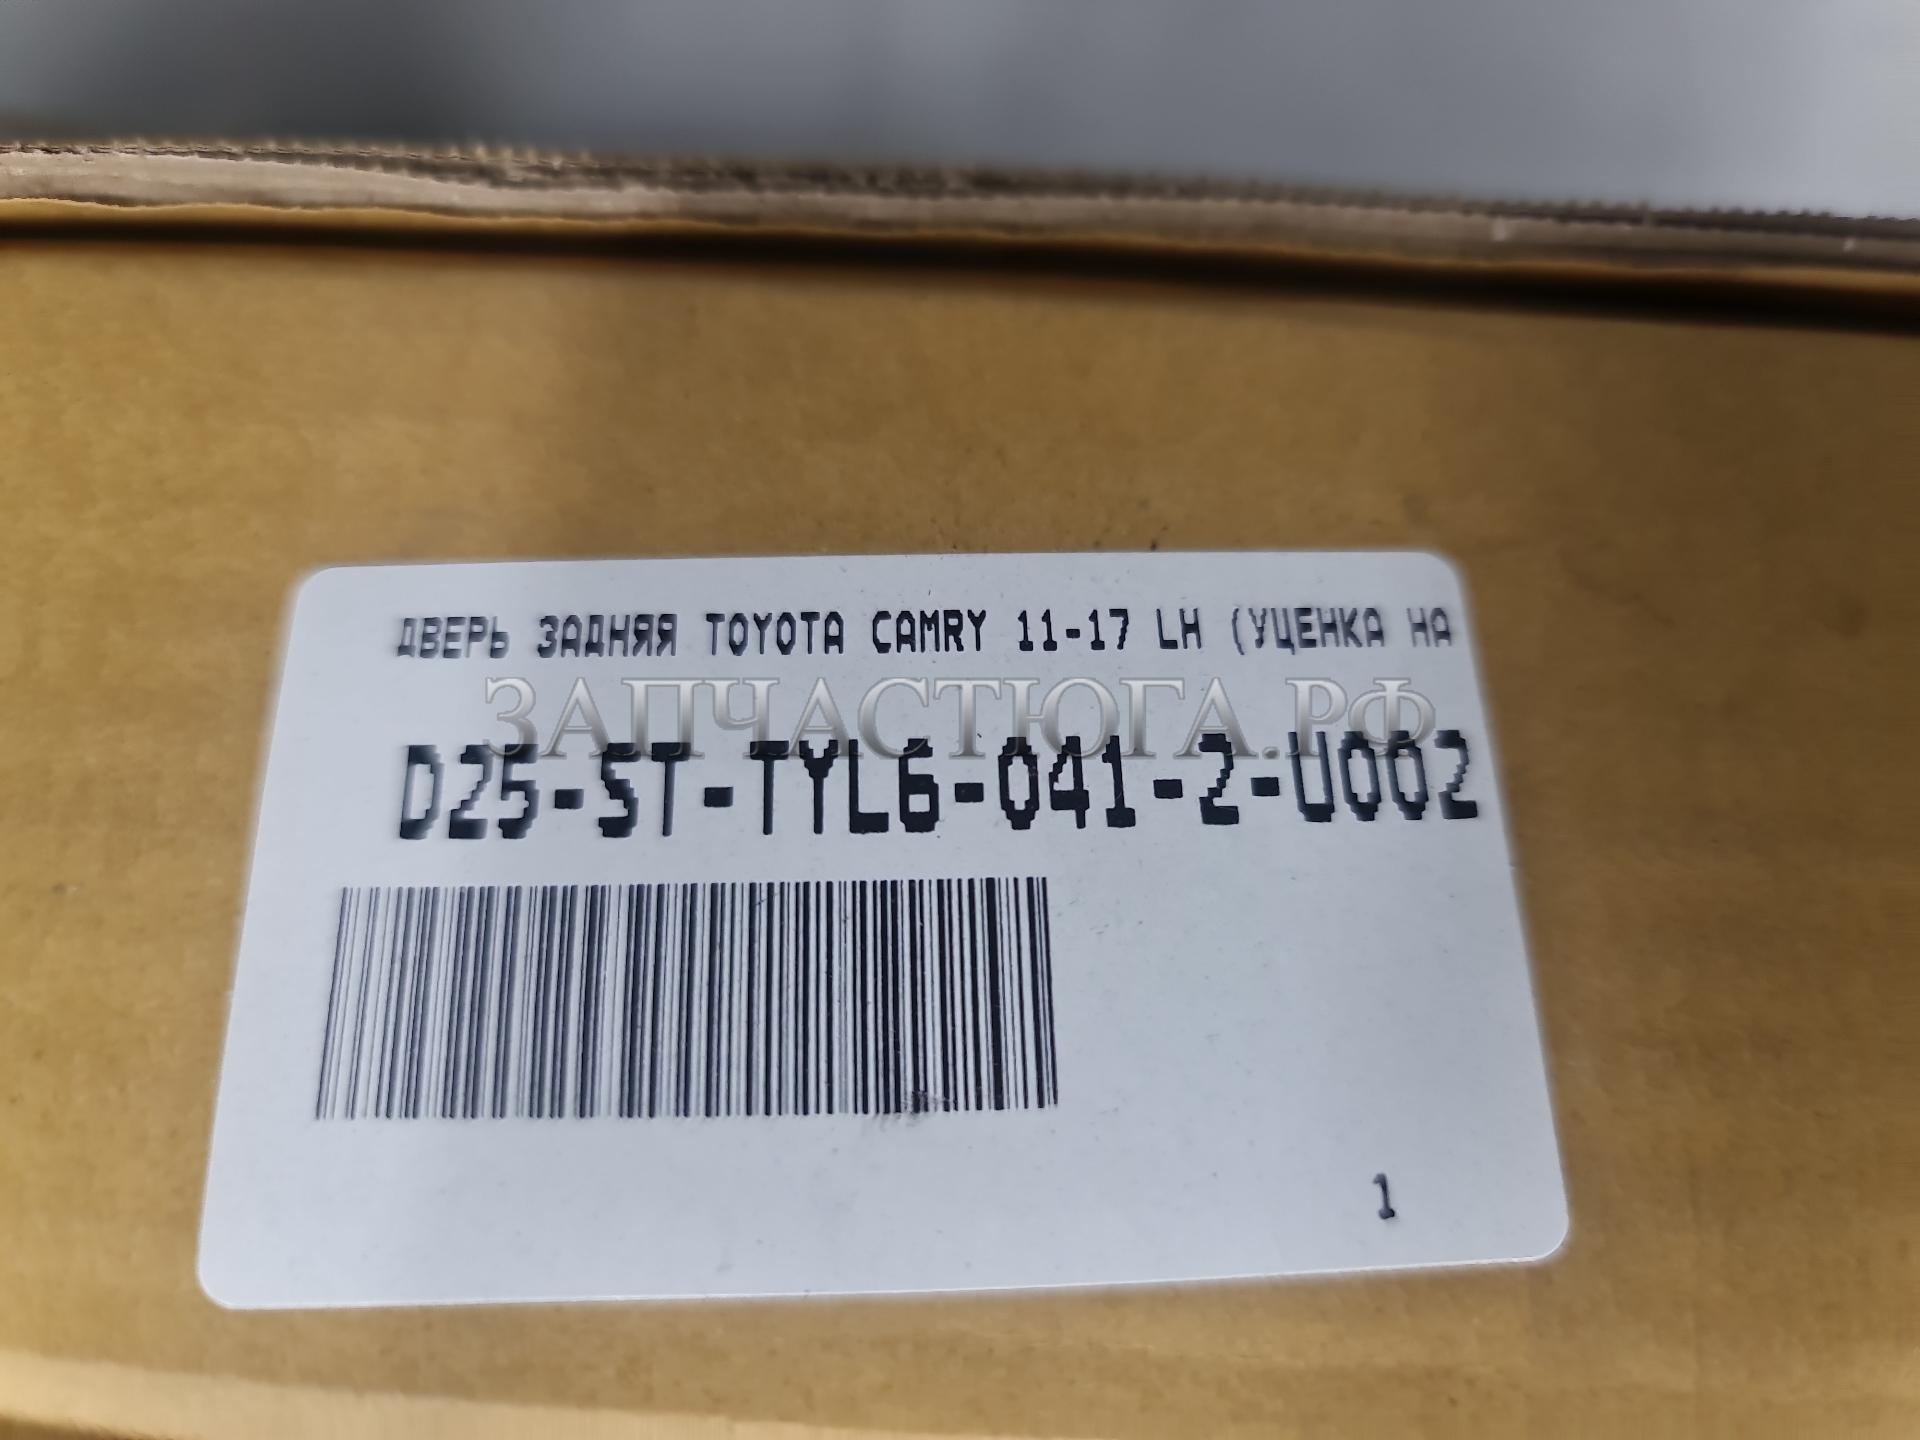 ДВЕРЬ ЗАДНЯЯ TOYOTA CAMRY 11-17 LH (УЦЕНКА НА
ЗАПЧАСТЮГА.РФ
D25-ST-TYL6-041-2-U002
1